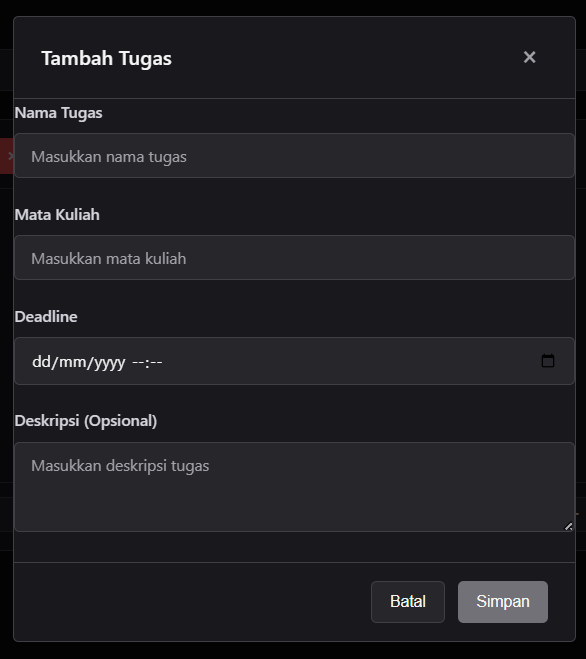 Tambah Tugas ×
Nama Tugas
Masukkan nama tugas
Mata Kuliah
Masukkan mata kuliah
Deadline
dd/mm/yyyy --:--
Deskripsi (Opsional)
Masukkan deskripsi tugas
Batal Simpan